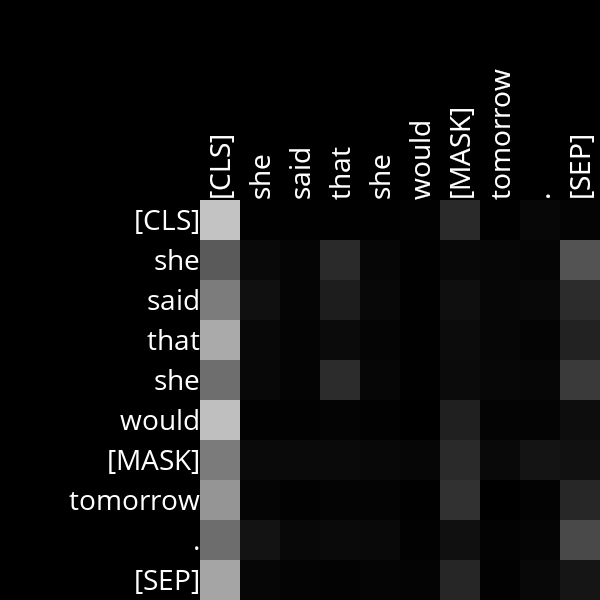 [CLS] she said that she would [MASK] tomorrow . [SEP]
[CLS]
she
said
that
she
would
[MASK]
tomorrow
.
[SEP]